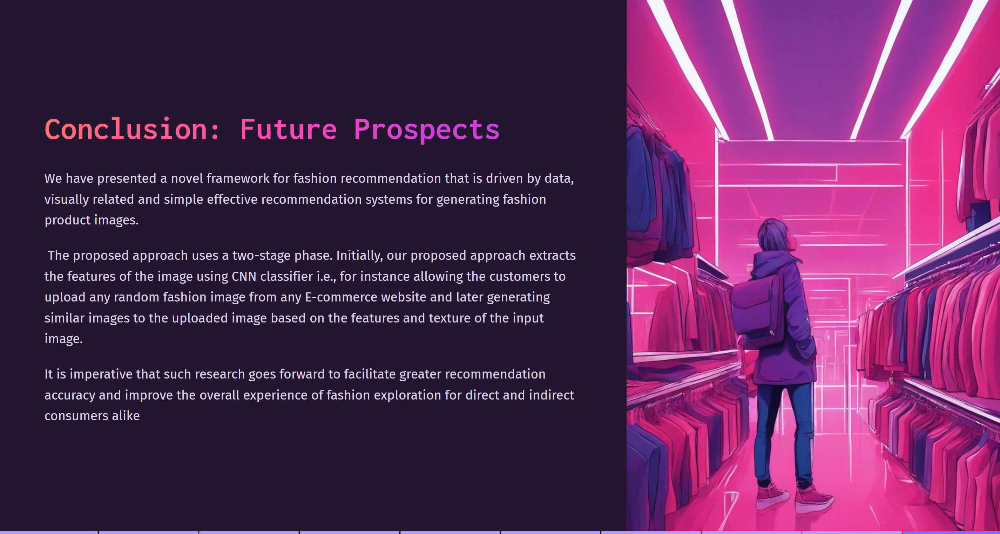 Conclusion: Future Prospects
We have presented a novel framework for fashion recommendation that is driven by data,
visually related and simple effective recommendation systems for generating fashion
product images.
The proposed approach uses a two-stage phase. Initially, our proposed approach extracts
the features of the image using CNN classifier i.e., for instance allowing the customers to
upload any random fashion image from any E-commerce website and later generating
similar images to the uploaded image based on the features and texture of the input
image.
It is imperative that such research goes forward to facilitate greater recommendation
accuracy and improve the overall experience of fashion exploration for direct and indirect
consumers alike